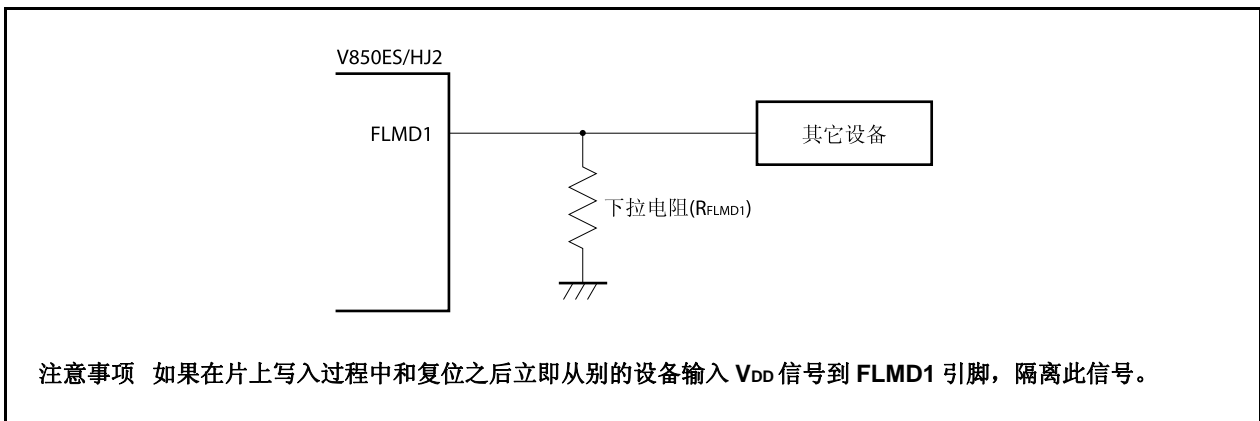 V850ES/HJ2
FLMD1
其它设备
下拉电阻(RFLMD1)
注意事项 如果在片上写入过程中和复位之后立即从别的设备输入 VDD 信号到 FLMD1 引脚，隔离此信号。